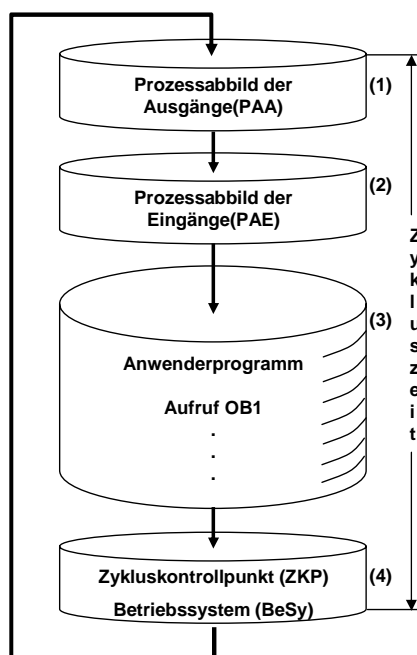 Prozessabbild der
Ausgänge(PAA)
(1)
Prozessabbild der
Eingänge(PAE)
(2)
Anwenderprogramm
Aufruf OB1
.
.
.
(3)
Zykluskontrollpunkt (ZKP)
Betriebssystem (BeSy)
(4)
Zykluszeit